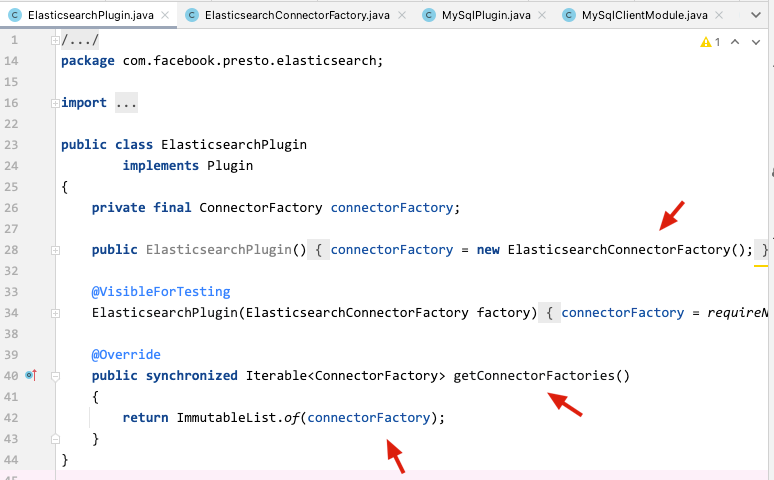 ElasticsearchPlugin.java ElasticsearchConnectorFactory.java MySqlPlugin.java MySqlClientModule.java
1 /.../ 1
14 package com.facebook.presto.elasticsearch;
15
16 import ...
22
23 public class ElasticsearchPlugin
24 implements Plugin
25 {
26 private final ConnectorFactory connectorFactory;
27
28 public ElasticsearchPlugin() { connectorFactory = new ElasticsearchConnectorFactory(); }
32
33 @VisibleForTesting
34 ElasticsearchPlugin(ElasticsearchConnectorFactory factory) { connectorFactory = requireN
38
39 @Override
40 public synchronized Iterable<ConnectorFactory> getConnectorFactories()
41 {
42 return ImmutableList.of(connectorFactory);
43 }
44 }
45